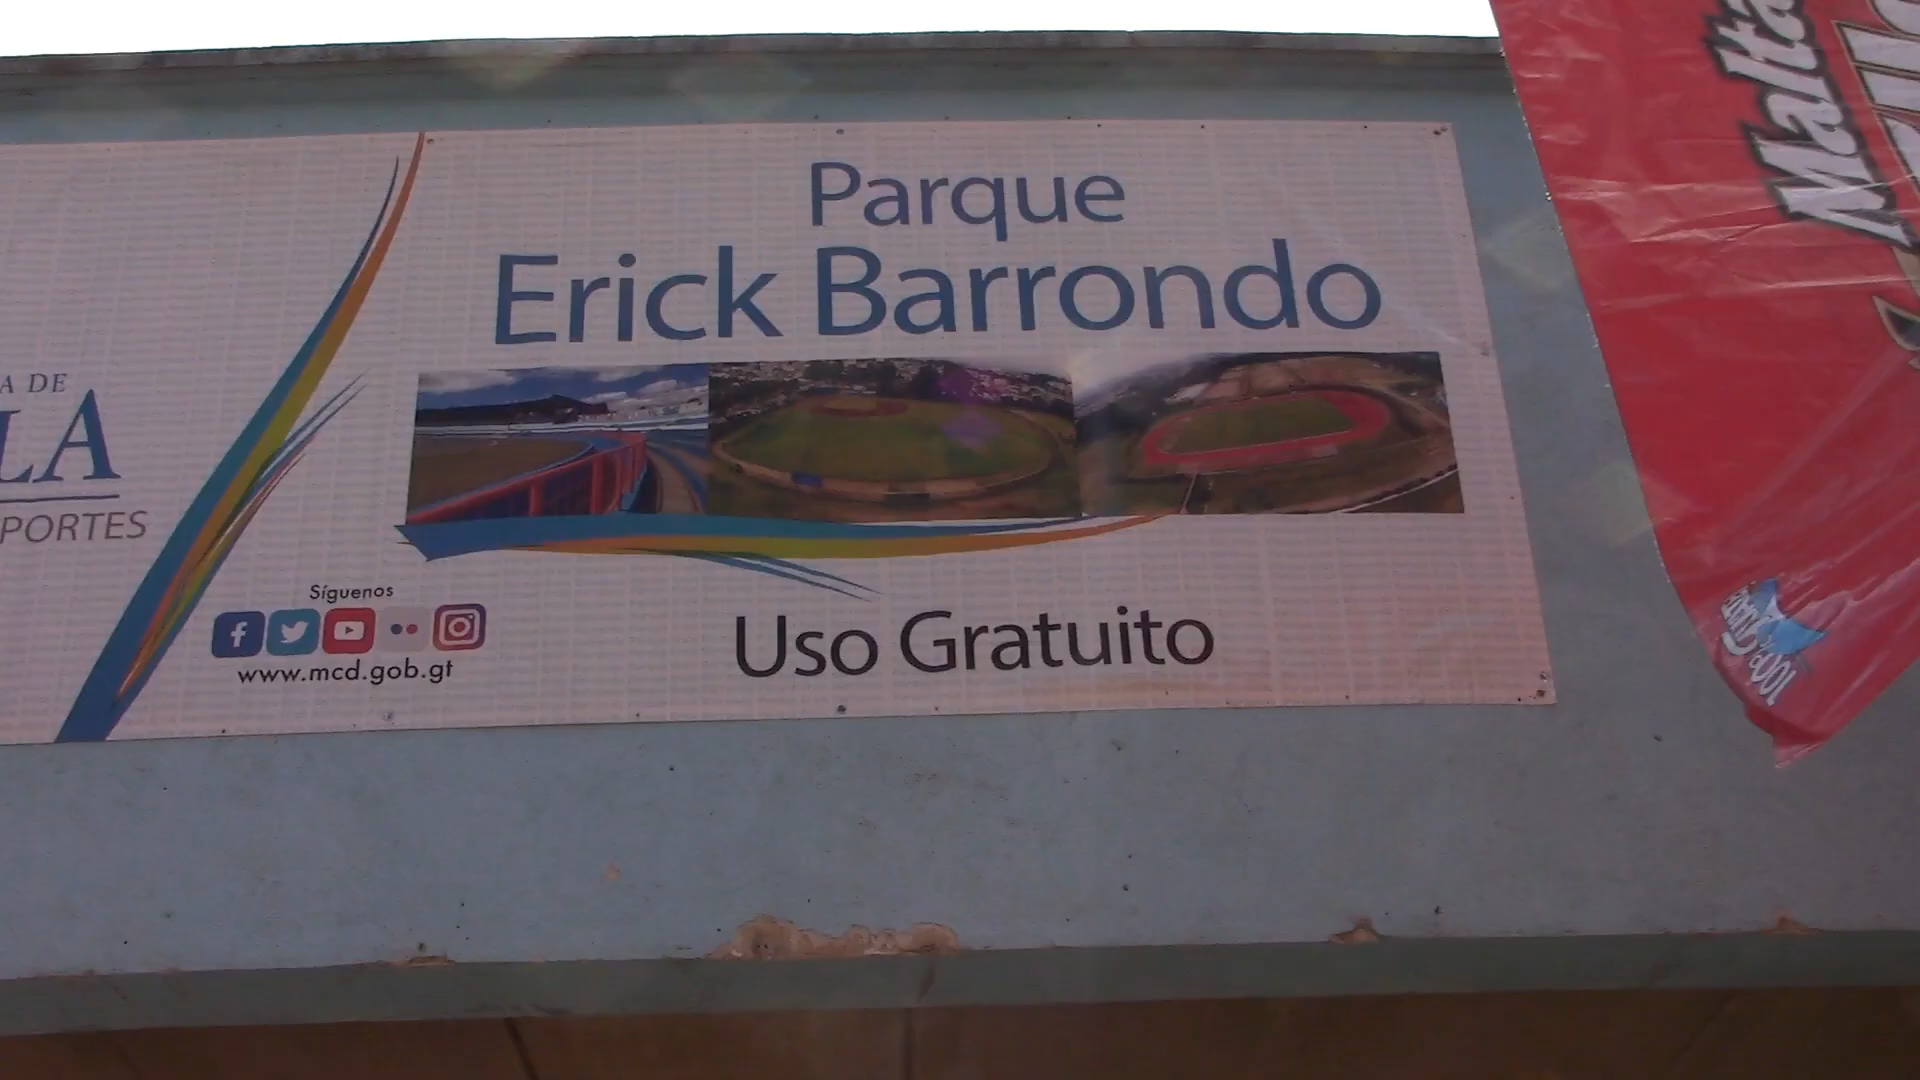 A DE
LA
PORTES
Parque
Erick Barrondo
Síguenos
www.mcd.gob.gt
Uso Gratuito
Malta